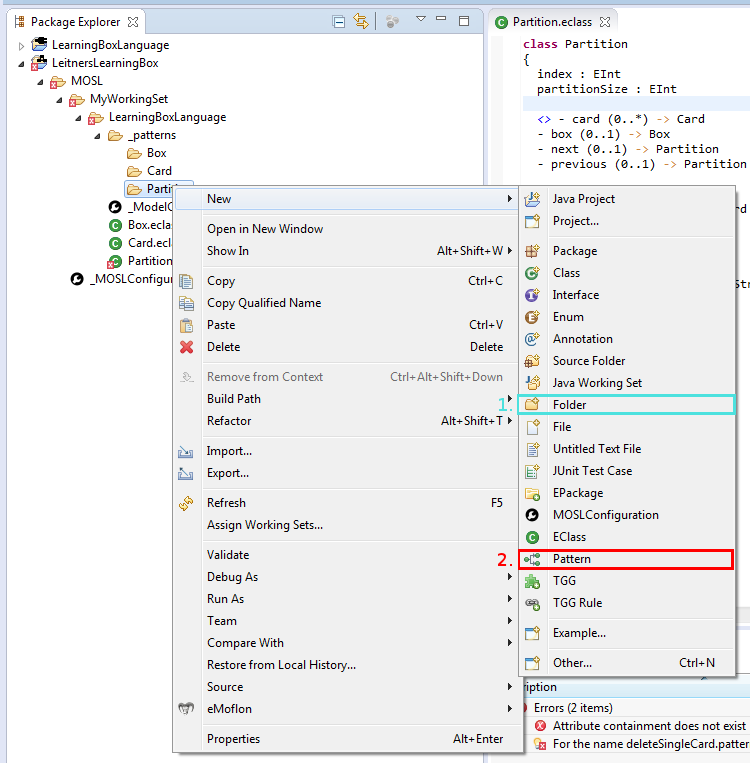 Package Explorer
LearningBoxLanguage
LeitnersLearningBox
MOSL
MyWorkingSet
LearningBoxLanguage
_patterns
Box
Card
Partiti
_ModelC
Box.eclas
Card.ecl
Partition
_MOSLConfigur
New
Open in New Window
Show In Alt+Shift+W
Copy Ctrl+C
Copy Qualified Name
Paste Ctrl+V
Delete Delete
Remove from Context Ctrl+Alt+Shift+Down
Build Path
Refactor Alt+Shift+T
Import...
Export...
Refresh F5
Assign Working Sets...
Validate
Debug As
Run As
Team
Compare With
Restore from Local History...
Source
eMoflon
Properties Alt+Enter
Java Project
Project...
Package
Class
Interface
Enum
Annotation
Source Folder
Java Working Set
1. Folder
File
Untitled Text File
JUnit Test Case
EPackage
MOSLConfiguration
EClass
2. Pattern
TGG
TGG Rule
Example...
Other... Ctrl+N
Partition.eclass
class Partition
{
index : EInt
partitionSize : EInt
<> - card (0..*) -> Card
- box (0..1) -> Box
- next (0..1) -> Partition
- previous (0..1) -> Partition
rd
Str
ription
Errors (2 items)
Attribute containment does not exist
For the name deleteSingleCard.patter